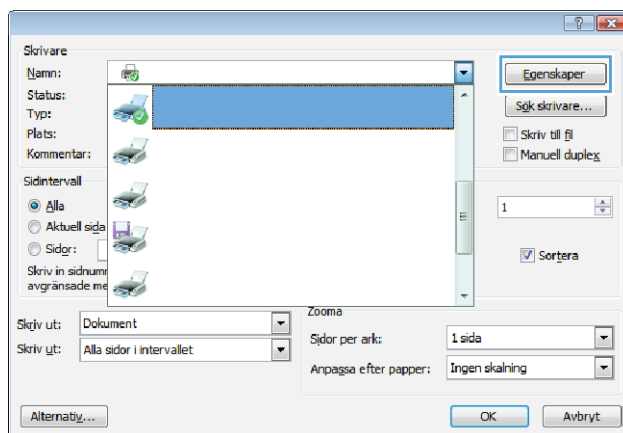 Skrivare
Namn:
Egenskaper
Status:
Typ:
Sök skrivare...
Plats:
Skriv till fil
Kommentar:
Manuell duplex
Sidintervall
Alla
1
Aktuell sida
Sidor:
Sortera
Skriv in sidnumr
avgränsade me
Zooma
Skriv ut: Dokument
Sidor per ark: 1 sida
Skriv ut: Alla sidor i intervallet
Anpassa efter papper: Ingen skalning
Alternativ...
OK
Avbryt